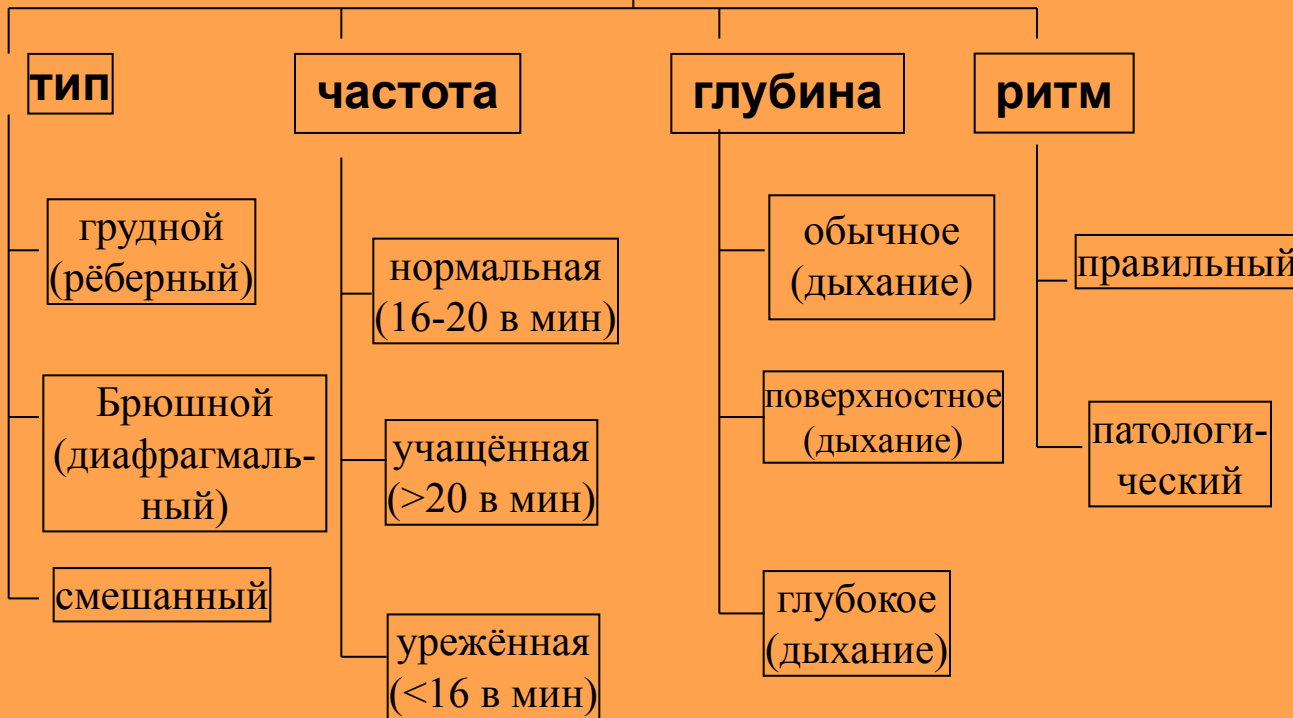 тип
частота
глубина
ритм
грудной
(рёберный)
Брюшной
(диафрагмаль-
ный)
смешанный
нормальная
(16-20 в мин)
учащённая
(>20 в мин)
урежённая
(<16 в мин)
обычное
(дыхание)
поверхностное
(дыхание)
глубокое
(дыхание)
правильный
патологи-
ческий